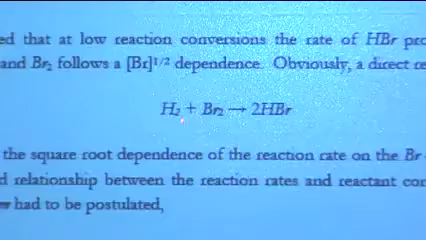 ed that at low reaction conversions the rate of HBr pro
and Br₂ follows a [Br]¹/² dependence. Obviously, a direct re
H₂ + Br₂ → 2HBr
the square root dependence of the reaction rate on the Br
d relationship between the reaction rates and reactant con
had to be postulated,